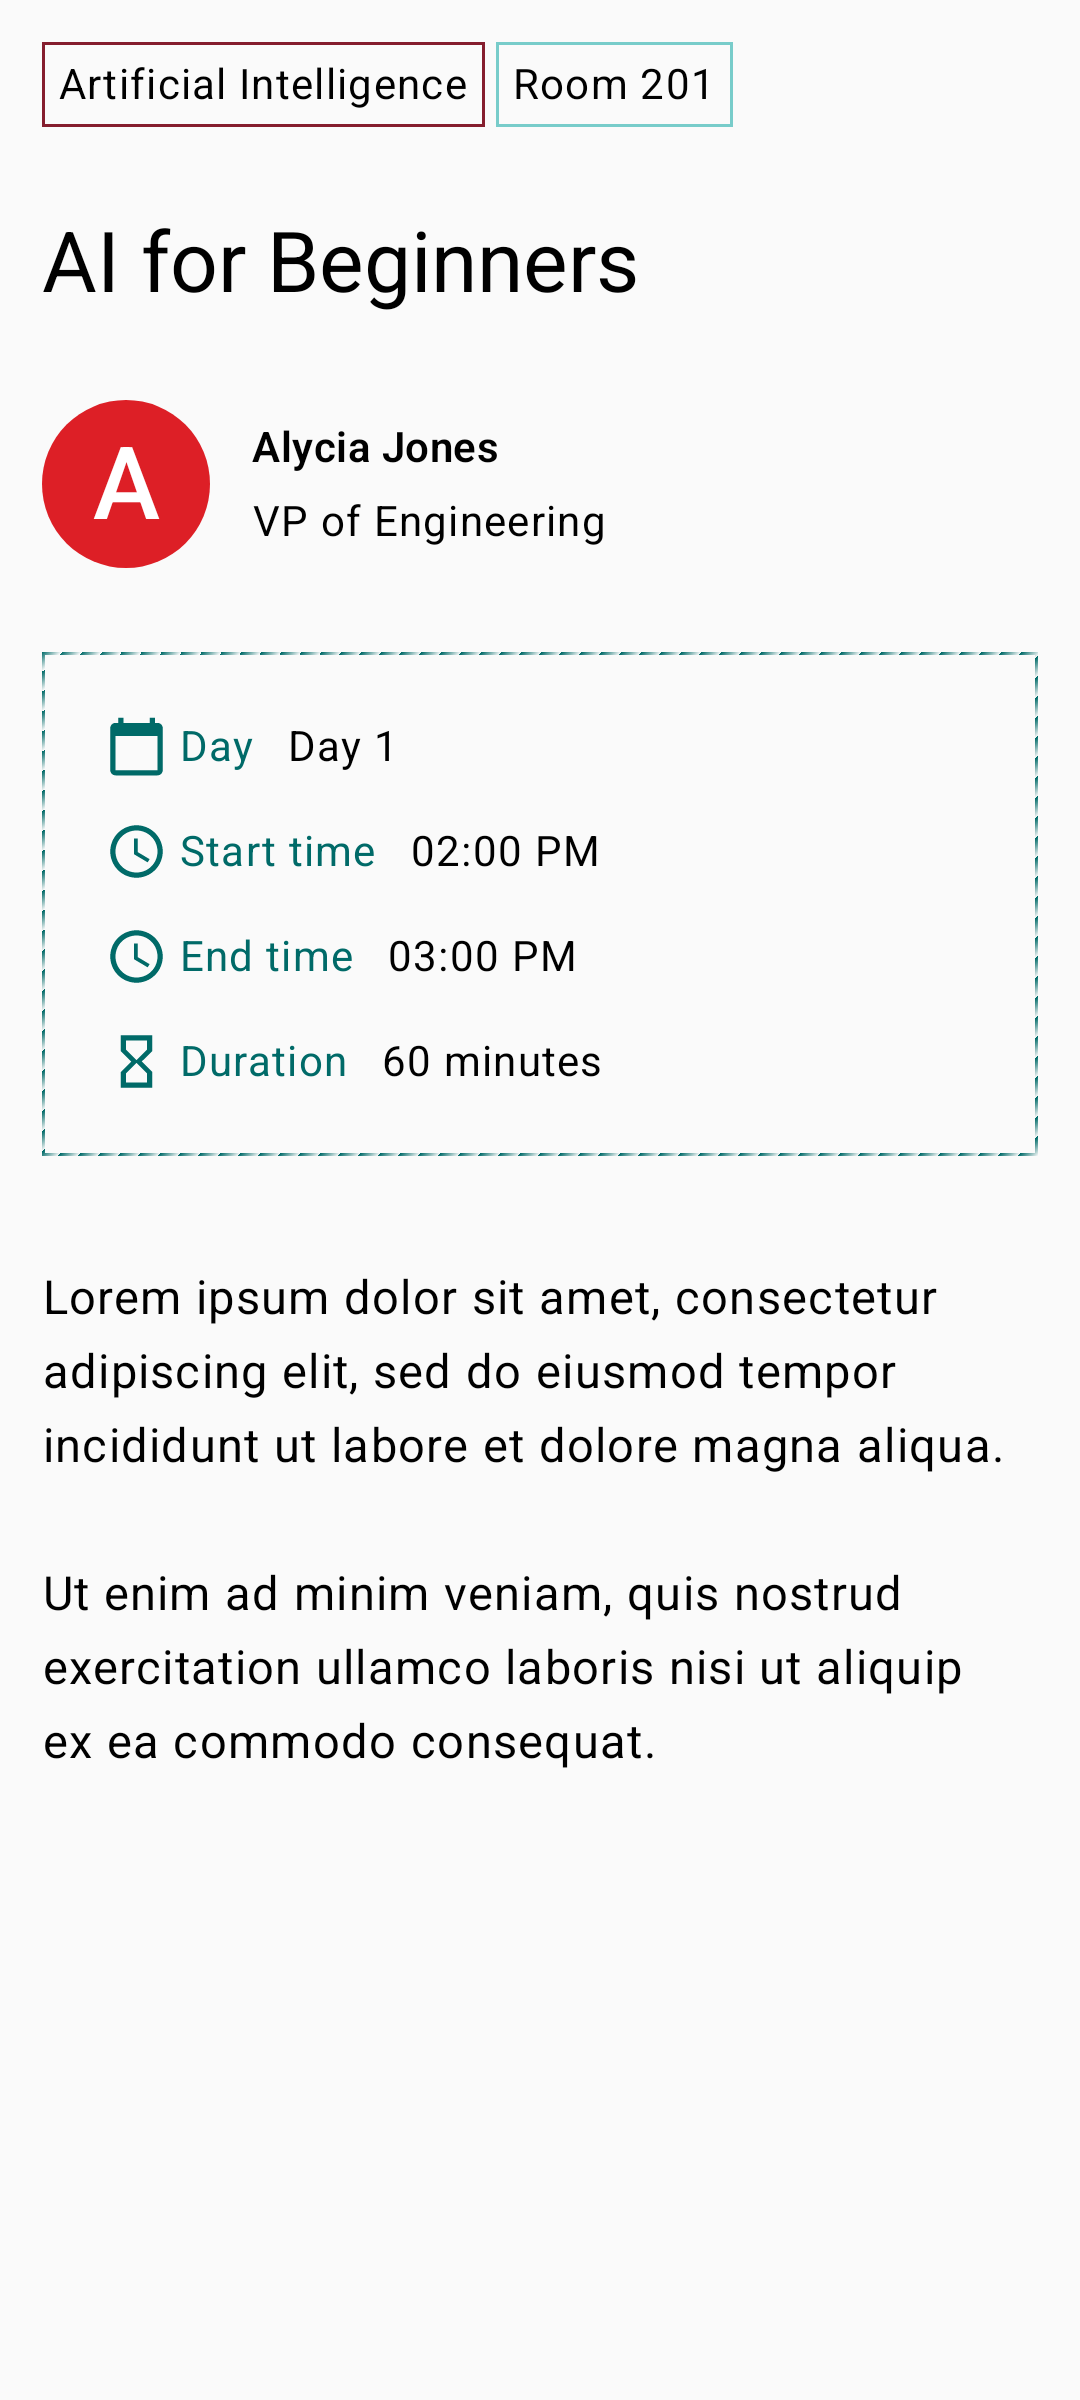 Artificial Intelligence Room 201
AI for Beginners
A
Alycia Jones
VP of Engineering
Day Day 1
Start time 02:00 PM
End time 03:00 PM
Duration 60 minutes
Lorem ipsum dolor sit amet, consectetur
adipiscing elit, sed do eiusmod tempor
incididunt ut labore et dolore magna aliqua.
Ut enim ad minim veniam, quis nostrud
exercitation ullamco laboris nisi ut aliquip
ex ea commodo consequat.